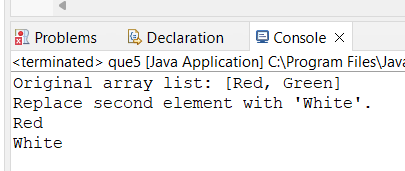 Problems Declaration Console
<terminated> que5 [Java Application] C:\Program Files\Java
Original array list: [Red, Green]
Replace second element with 'White'.
Red
White